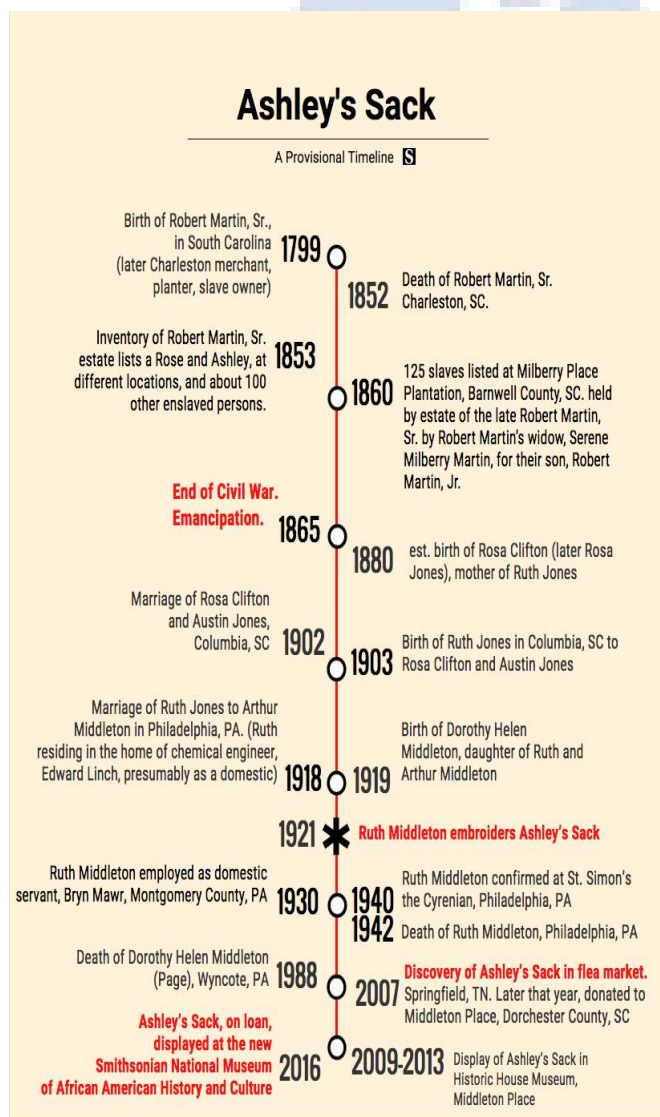 Ashley's Sack
A Provisional Timeline S
Birth of Robert Martin, Sr.,
in South Carolina
(later Charleston merchant,
planter, slave owner)
1799
1852
Death of Robert Martin, Sr.
Charleston, SC.
Inventory of Robert Martin, Sr.
estate lists a Rose and Ashley, at
different locations, and about 100
other enslaved persons.
1853
1860
125 slaves listed at Milberry Place
Plantation, Barnwell County, SC. held
by estate of the late Robert Martin,
Sr. by Robert Martin's widow, Serene
Milberry Martin, for their son, Robert
Martin, Jr.
End of Civil War.
Emancipation.
1865
1880
est. birth of Rosa Clifton (later Rosa
Jones), mother of Ruth Jones
Marriage of Rosa Clifton
and Austin Jones,
Columbia, SC
1902
1903
Birth of Ruth Jones in Columbia, SC to
Rosa Clifton and Austin Jones
Marriage of Ruth Jones to Arthur
Middleton in Philadelphia, PA. (Ruth
residing in the home of chemical engineer,
Edward Linch, presumably as a domestic)
1918
1919
Birth of Dorothy Helen
Middleton, daughter of Ruth and
Arthur Middleton
1921
Ruth Middleton embroiders Ashley's Sack
Ruth Middleton employed as domestic
servant, Bryn Mawr, Montgomery County, PA
1930
1940
Ruth Middleton confirmed at St. Simon's
the Cyrenian, Philadelphia, PA
1942
Death of Ruth Middleton, Philadelphia, PA
Death of Dorothy Helen Middleton
(Page), Wyncote, PA
1988
2007
Discovery of Ashley's Sack in flea market.
Springfield, TN. Later that year, donated to
Middleton Place, Dorchester County, SC
Ashley's Sack, on loan,
displayed at the new
Smithsonian National Museum
of African American History and Culture
2016
2009-2013
Display of Ashley's Sack in
Historic House Museum,
Middleton Place